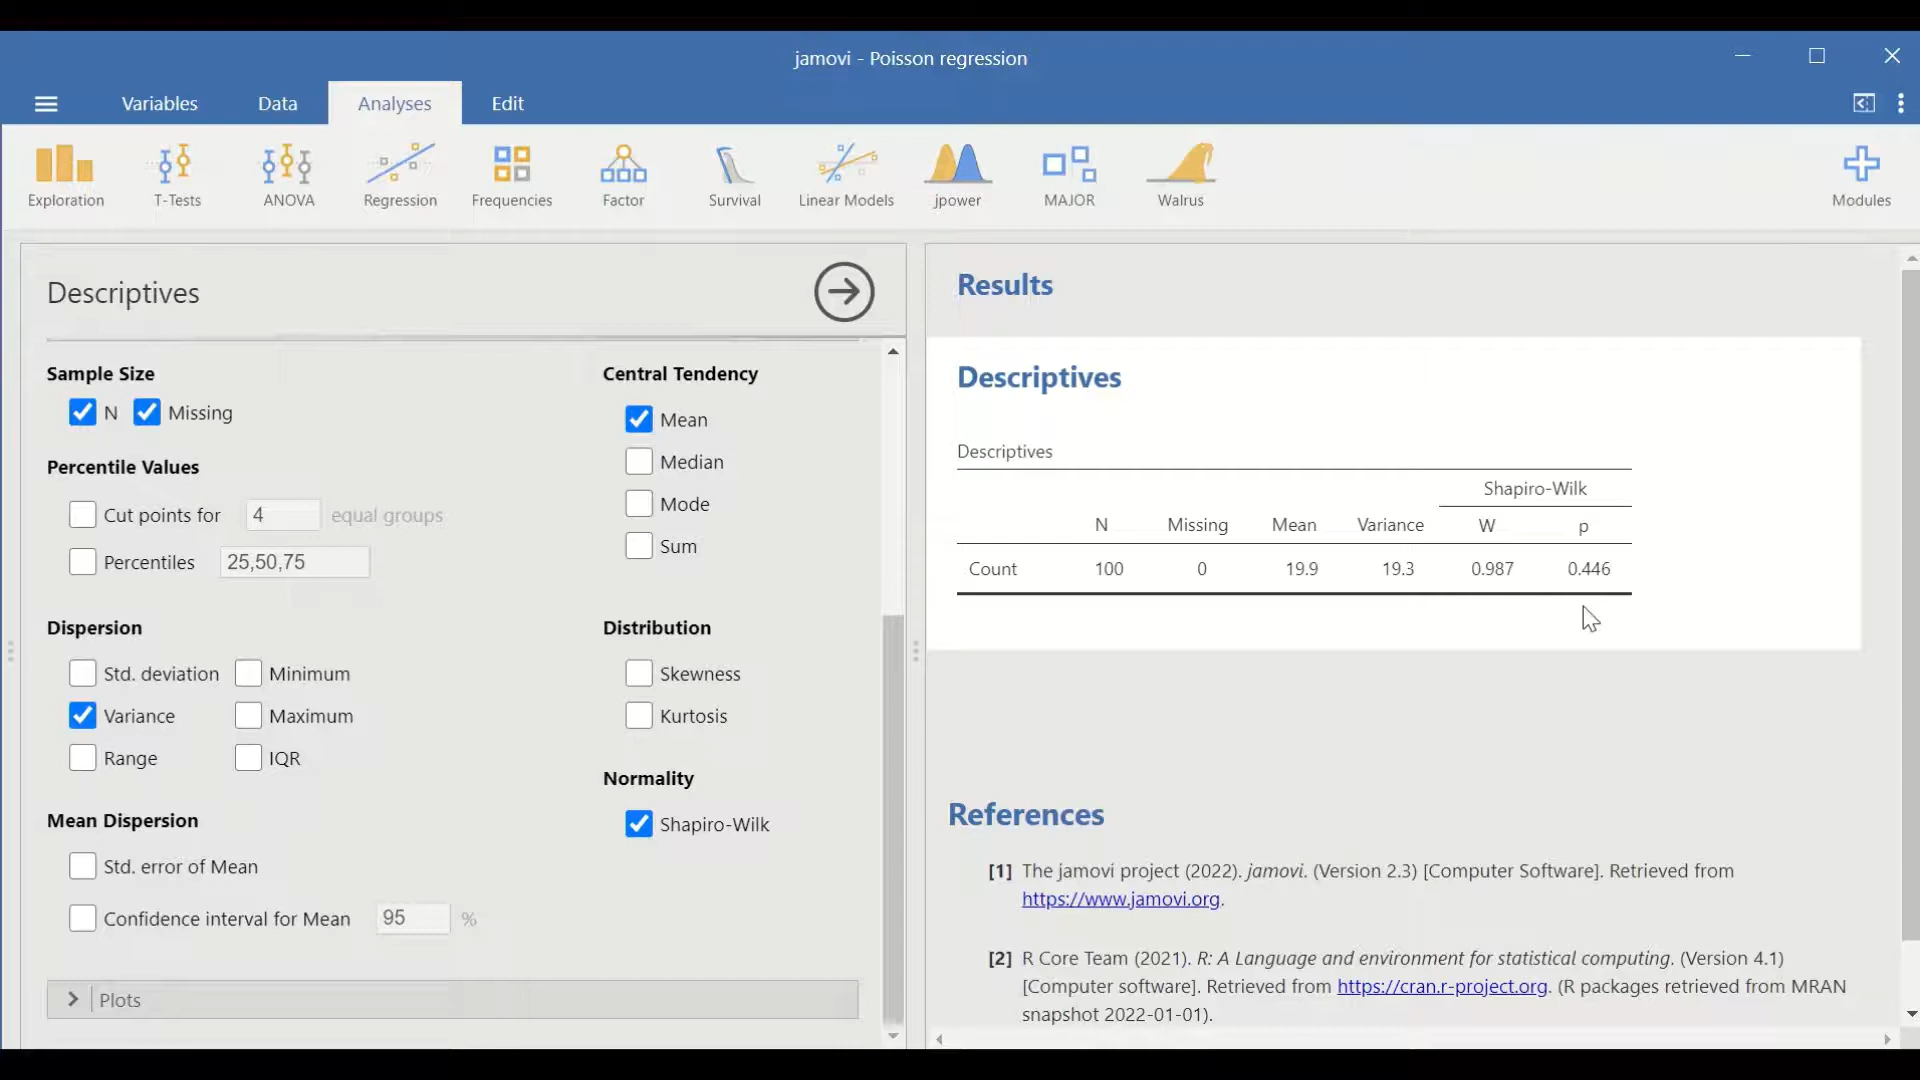 jamovi - Poisson regression
Variables Data Analyses Edit
Exploration T-Tests ANOVA Regression Frequencies Factor Survival Linear Models jpower MAJOR Walrus Modules
Descriptives
Sample Size
N Missing
Percentile Values
Cut points for 4 equal groups
Percentiles 25,50,75
Dispersion
Std. deviation Minimum
Variance Maximum
Range IQR
Mean Dispersion
Std. error of Mean
Confidence interval for Mean 95 %
Central Tendency
Mean
Median
Mode
Sum
Distribution
Skewness
Kurtosis
Normality
Shapiro-Wilk
Plots
Results
Descriptives
Descriptives
Shapiro-Wilk
N Missing Mean Variance W p
Count 100 0 19.9 19.3 0.987 0.446
References
[1] The jamovi project (2022). jamovi. (Version 2.3) [Computer Software]. Retrieved from
https://www.jamovi.org.
[2] R Core Team (2021). R: A Language and environment for statistical computing. (Version 4.1)
[Computer software]. Retrieved from https://cran.r-project.org. (R packages retrieved from MRAN
snapshot 2022-01-01).